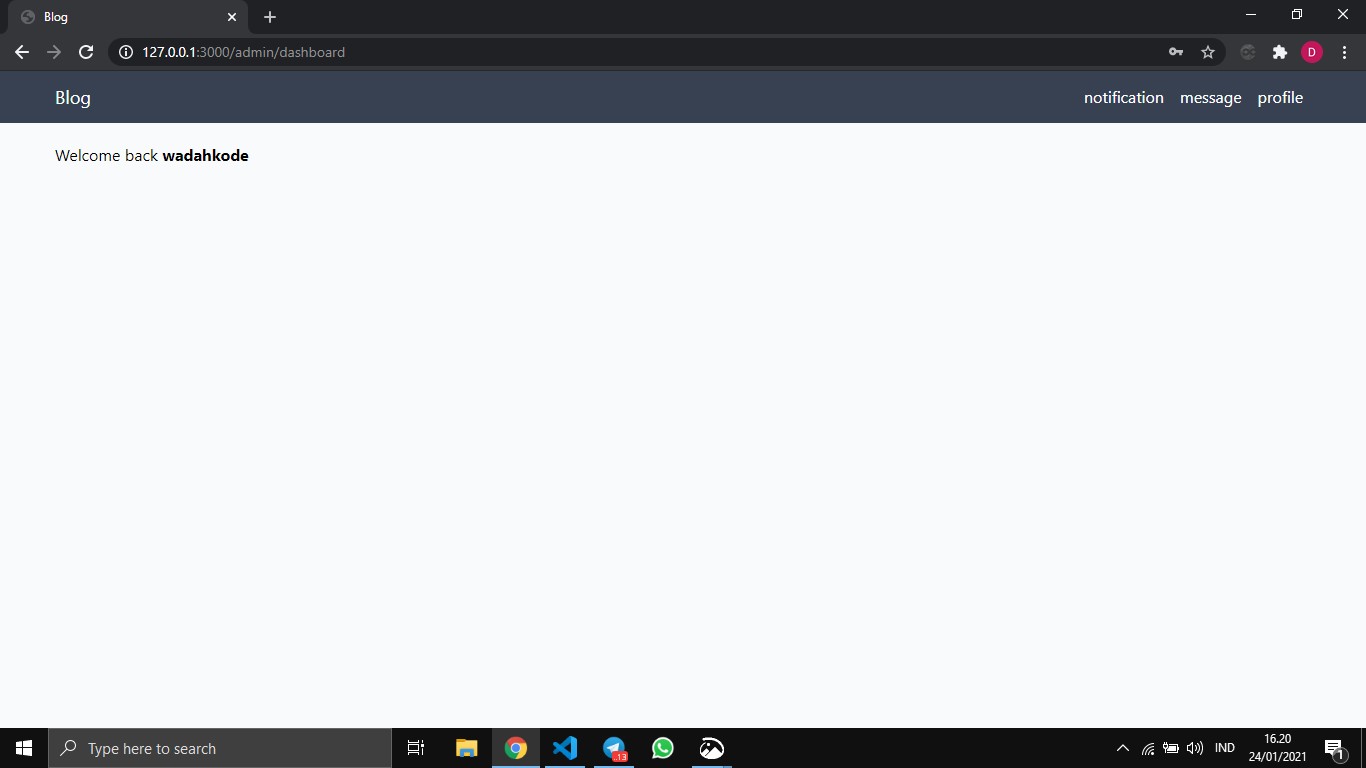 Blog
127.0.0.1:3000/admin/dashboard
D
Blog
notification message profile
Welcome back wadahkode
Type here to search
13
IND
16.20
24/01/2021
1